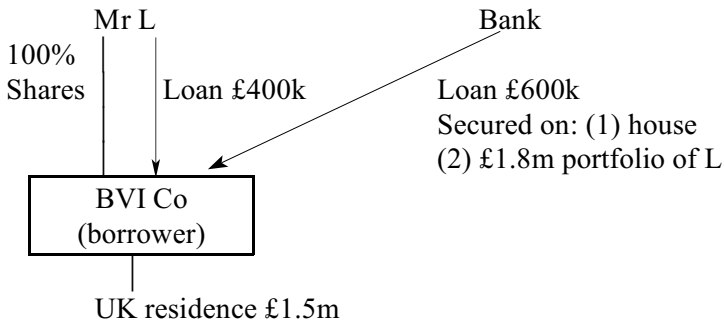 Mr L
Bank
100%
Shares
Loan £400k
Loan £600k
Secured on: (1) house
(2) £1.8m portfolio of L
BVI Co
(borrower)
UK residence £1.5m